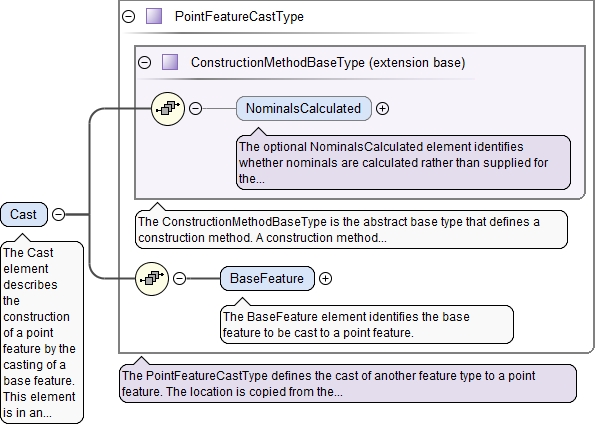 PointFeatureCastType
ConstructionMethodBaseType (extension base)
NominalsCalculated
The optional NominalsCalculated element identifies
whether nominals are calculated rather than supplied for
the...
Cast
The ConstructionMethodBaseType is the abstract base type that defines a
construction method. A construction method...
The Cast
element
describes
the
construction
of a point
feature by the
casting of a
base feature.
This element
is in an...
BaseFeature
The BaseFeature element identifies the base
feature to be cast to a point feature.
The PointFeatureCastType defines the cast of another feature type to a point
feature. The location is copied from the...